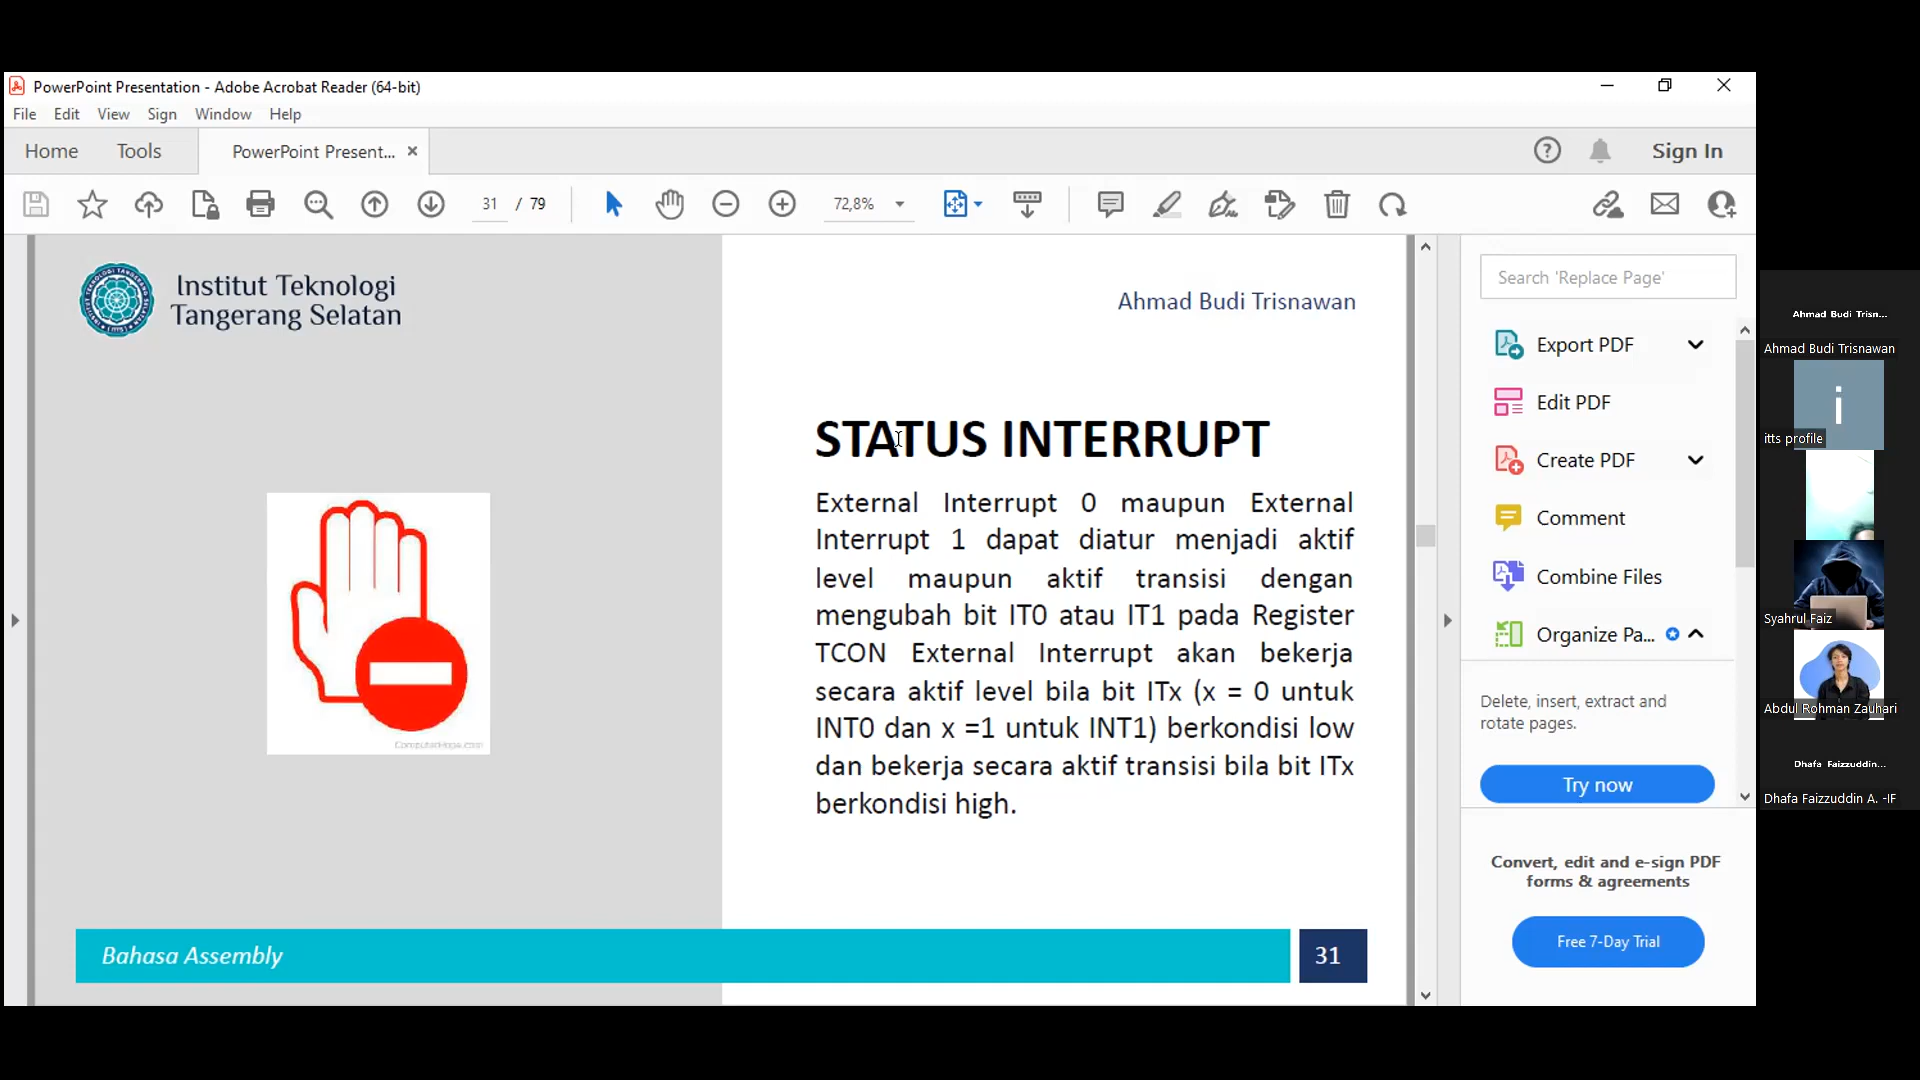 PowerPoint Presentation - Adobe Acrobat Reader (64-bit)
File Edit View Sign Window Help
Home Tools PowerPoint Present... Sign In
31 / 79 72,8%
Institut Teknologi
Tangerang Selatan
Ahmad Budi Trisnawan
STATUS INTERRUPT
External Interrupt 0 maupun External
Interrupt 1 dapat diatur menjadi aktif
level maupun aktif transisi dengan
mengubah bit IT0 atau IT1 pada Register
TCON External Interrupt akan bekerja
secara aktif level bila bit ITx (x = 0 untuk
INT0 dan x =1 untuk INT1) berkondisi low
dan bekerja secara aktif transisi bila bit ITx
berkondisi high.
ComputerHope.com
Bahasa Assembly
31
Search 'Replace Page'
Export PDF
Edit PDF
Create PDF
Comment
Combine Files
Organize Pa...
Delete, insert, extract and
rotate pages.
Try now
Convert, edit and e-sign PDF
forms & agreements
Free 7-Day Trial
Ahmad Budi Trisn...
Ahmad Budi Trisnawan
i
itts profile
Syahrul Faiz
Abdul Rohman Zauhari
Dhafa Faizzuddin...
Dhafa Faizzuddin A. -IF